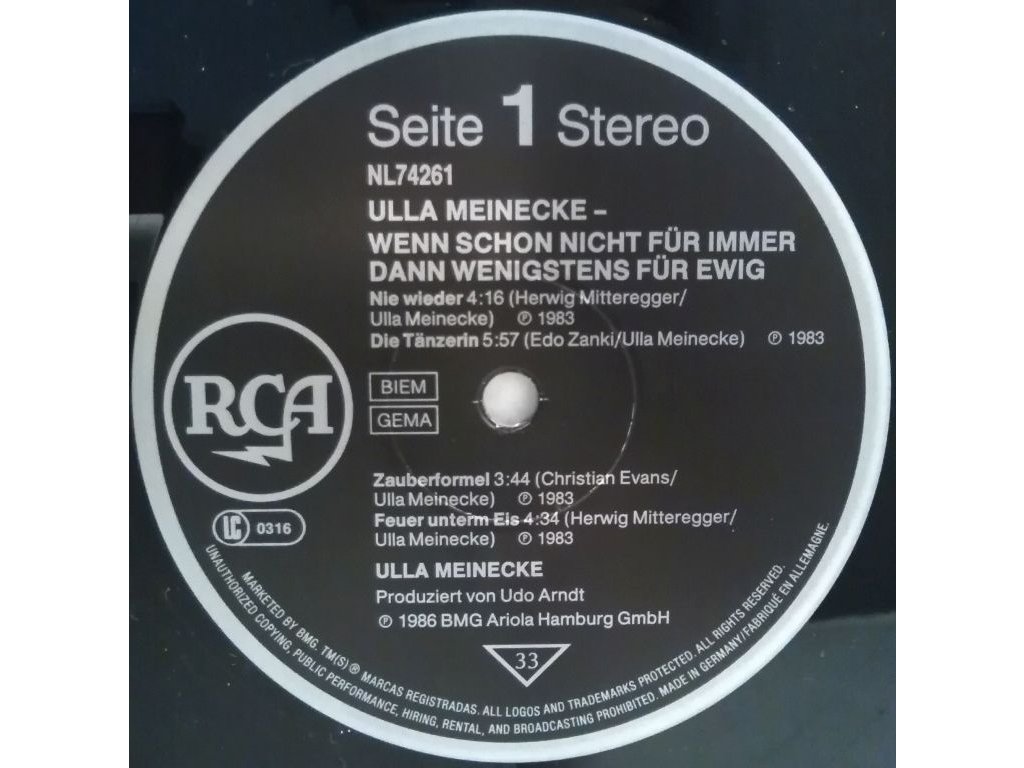 Seite 1 Stereo
NL74261
ULLA MEINECKE –
WENN SCHON NICHT FÜR IMMER
DANN WENIGSTENS FÜR EWIG
Nie wieder 4:16 (Herwig Mitteregger/
Ulla Meinecke) ℗ 1983
Die Tänzerin 5:57 (Edo Zanki/Ulla Meinecke) ℗ 1983
RCA
BIEM
GEMA
Zauberformel 3:44 (Christian Evans/
Ulla Meinecke) ℗ 1983
Feuer unterm Eis 4:34 (Herwig Mitteregger/
Ulla Meinecke) ℗ 1983
LC 0316
ULLA MEINECKE
Produziert von Udo Arndt
℗ 1986 BMG Ariola Hamburg GmbH
33
MARKETED BY BMG. TM(S) ® MARCAS REGISTRADAS. ALL LOGOS AND TRADEMARKS PROTECTED. ALL RIGHTS RESERVED.
UNAUTHORIZED COPYING, PUBLIC PERFORMANCE, HIRING, RENTAL, AND BROADCASTING PROHIBITED. MADE IN GERMANY/FABRIQUÉ EN ALLEMAGNE.